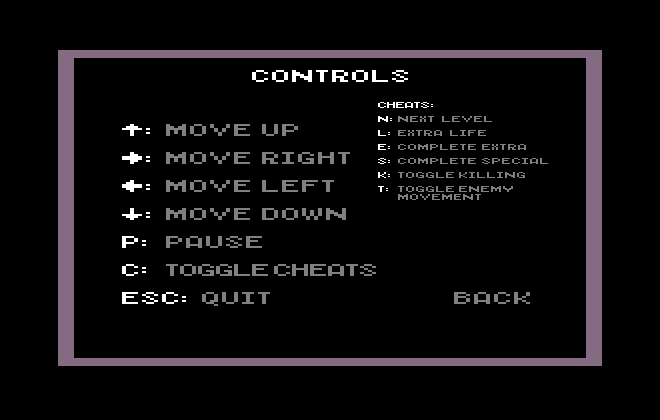 CONTROLS
↑: MOVE UP
→: MOVE RIGHT
←: MOVE LEFT
↓: MOVE DOWN
P: PAUSE
C: TOGGLE CHEATS
ESC: QUIT
CHEATS:
N: NEXT LEVEL
L: EXTRA LIFE
E: COMPLETE EXTRA
S: COMPLETE SPECIAL
K: TOGGLE KILLING
T: TOGGLE ENEMY
MOVEMENT
BACK